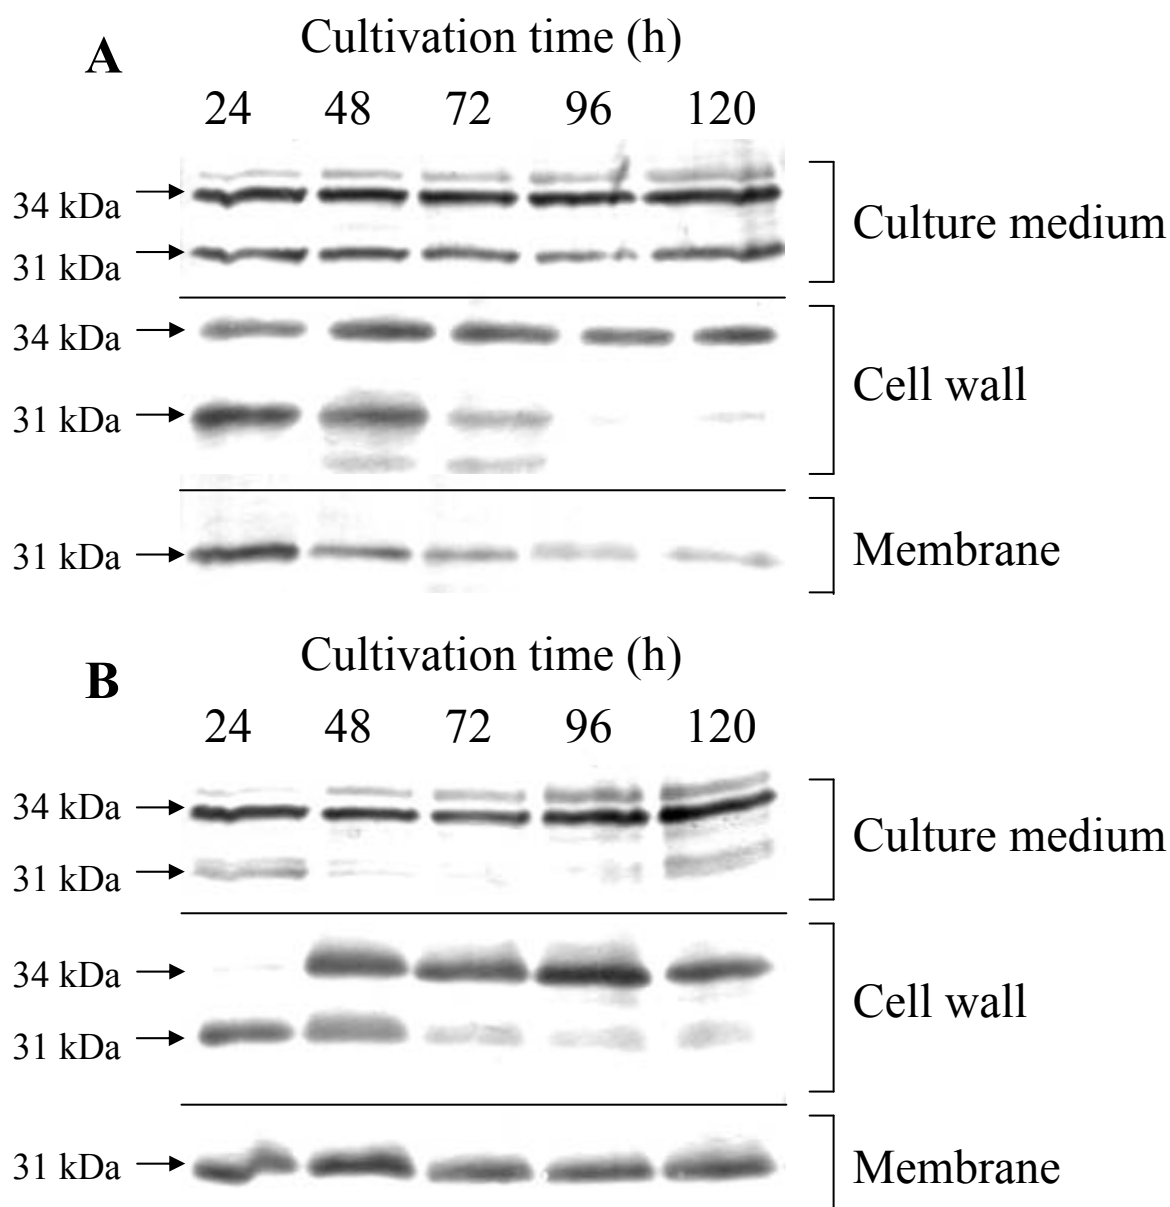 A
Cultivation time (h)
24 48 72 96 120
34 kDa
31 kDa
Culture medium
34 kDa
31 kDa
Cell wall
31 kDa
Membrane
B
Cultivation time (h)
24 48 72 96 120
34 kDa
31 kDa
Culture medium
34 kDa
31 kDa
Cell wall
31 kDa
Membrane